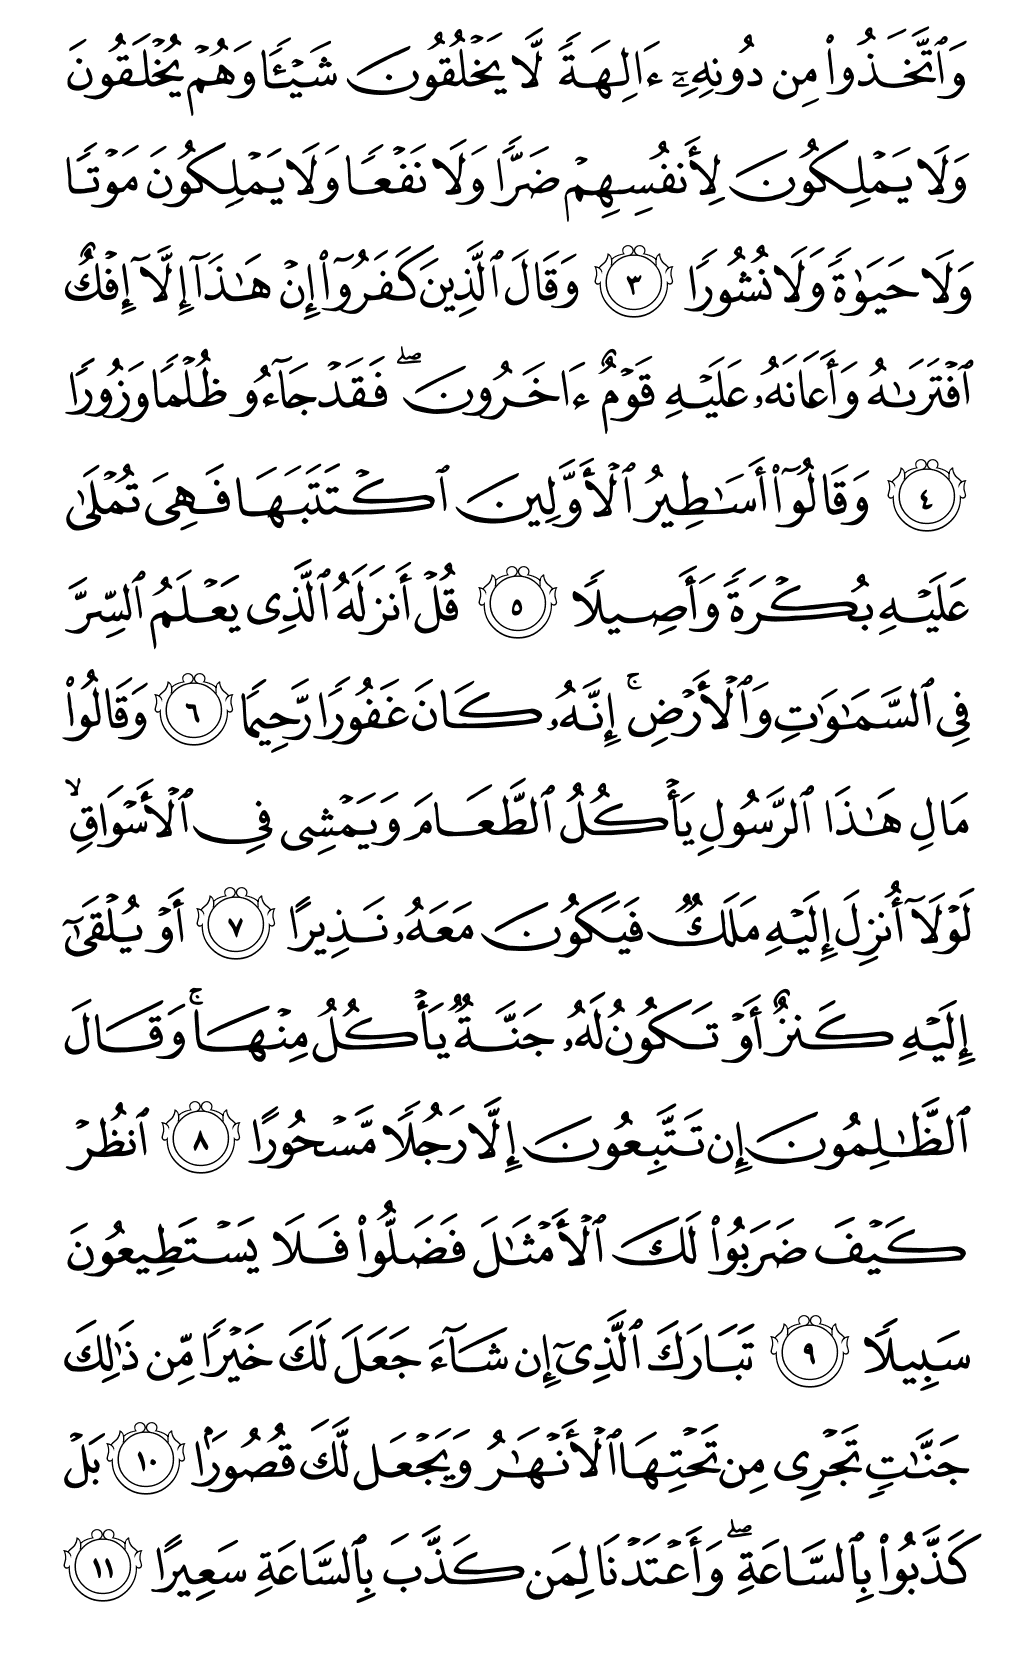 وَٱتَّخَذُوا۟ مِن دُونِهِۦٓ ءَالِهَةً لَّا يَخْلُقُونَ شَيْـًٔا وَهُمْ يُخْلَقُونَ
وَلَا يَمْلِكُونَ لِأَنفُسِهِمْ ضَرًّا وَلَا نَفْعًا وَلَا يَمْلِكُونَ مَوْتًا
وَلَا حَيَوٰةً وَلَا نُشُورًا ٣ وَقَالَ ٱلَّذِينَ كَفَرُوٓا۟ إِنْ هَـٰذَآ إِلَّآ إِفْكٌ
ٱفْتَرَىٰهُ وَأَعَانَهُۥ عَلَيْهِ قَوْمٌ ءَاخَرُونَ ۖ فَقَدْ جَآءُو ظُلْمًا وَزُورًا
٤ وَقَالُوٓا۟ أَسَـٰطِيرُ ٱلْأَوَّلِينَ ٱكْتَتَبَهَا فَهِىَ تُمْلَىٰ
عَلَيْهِ بُكْرَةً وَأَصِيلًا ٥ قُلْ أَنزَلَهُ ٱلَّذِى يَعْلَمُ ٱلسِّرَّ
فِى ٱلسَّمَـٰوَٰتِ وَٱلْأَرْضِ ۚ إِنَّهُۥ كَانَ غَفُورًا رَّحِيمًا ٦ وَقَالُوا۟
مَالِ هَـٰذَا ٱلرَّسُولِ يَأْكُلُ ٱلطَّعَامَ وَيَمْشِى فِى ٱلْأَسْوَاقِ ۙ
لَوْلَآ أُنزِلَ إِلَيْهِ مَلَكٌ فَيَكُونَ مَعَهُۥ نَذِيرًا ٧ أَوْ يُلْقَىٰٓ
إِلَيْهِ كَنزٌ أَوْ تَكُونُ لَهُۥ جَنَّةٌ يَأْكُلُ مِنْهَا ۚ وَقَالَ
ٱلظَّـٰلِمُونَ إِن تَتَّبِعُونَ إِلَّا رَجُلًا مَّسْحُورًا ٨ ٱنظُرْ
كَيْفَ ضَرَبُوا۟ لَكَ ٱلْأَمْثَـٰلَ فَضَلُّوا۟ فَلَا يَسْتَطِيعُونَ
سَبِيلًا ٩ تَبَارَكَ ٱلَّذِىٓ إِن شَآءَ جَعَلَ لَكَ خَيْرًا مِّن ذَٰلِكَ
جَنَّـٰتٍ تَجْرِى مِن تَحْتِهَا ٱلْأَنْهَـٰرُ وَيَجْعَل لَّكَ قُصُورًۢا ١٠ بَلْ
كَذَّبُوا۟ بِٱلسَّاعَةِ ۖ وَأَعْتَدْنَا لِمَن كَذَّبَ بِٱلسَّاعَةِ سَعِيرًا ١١